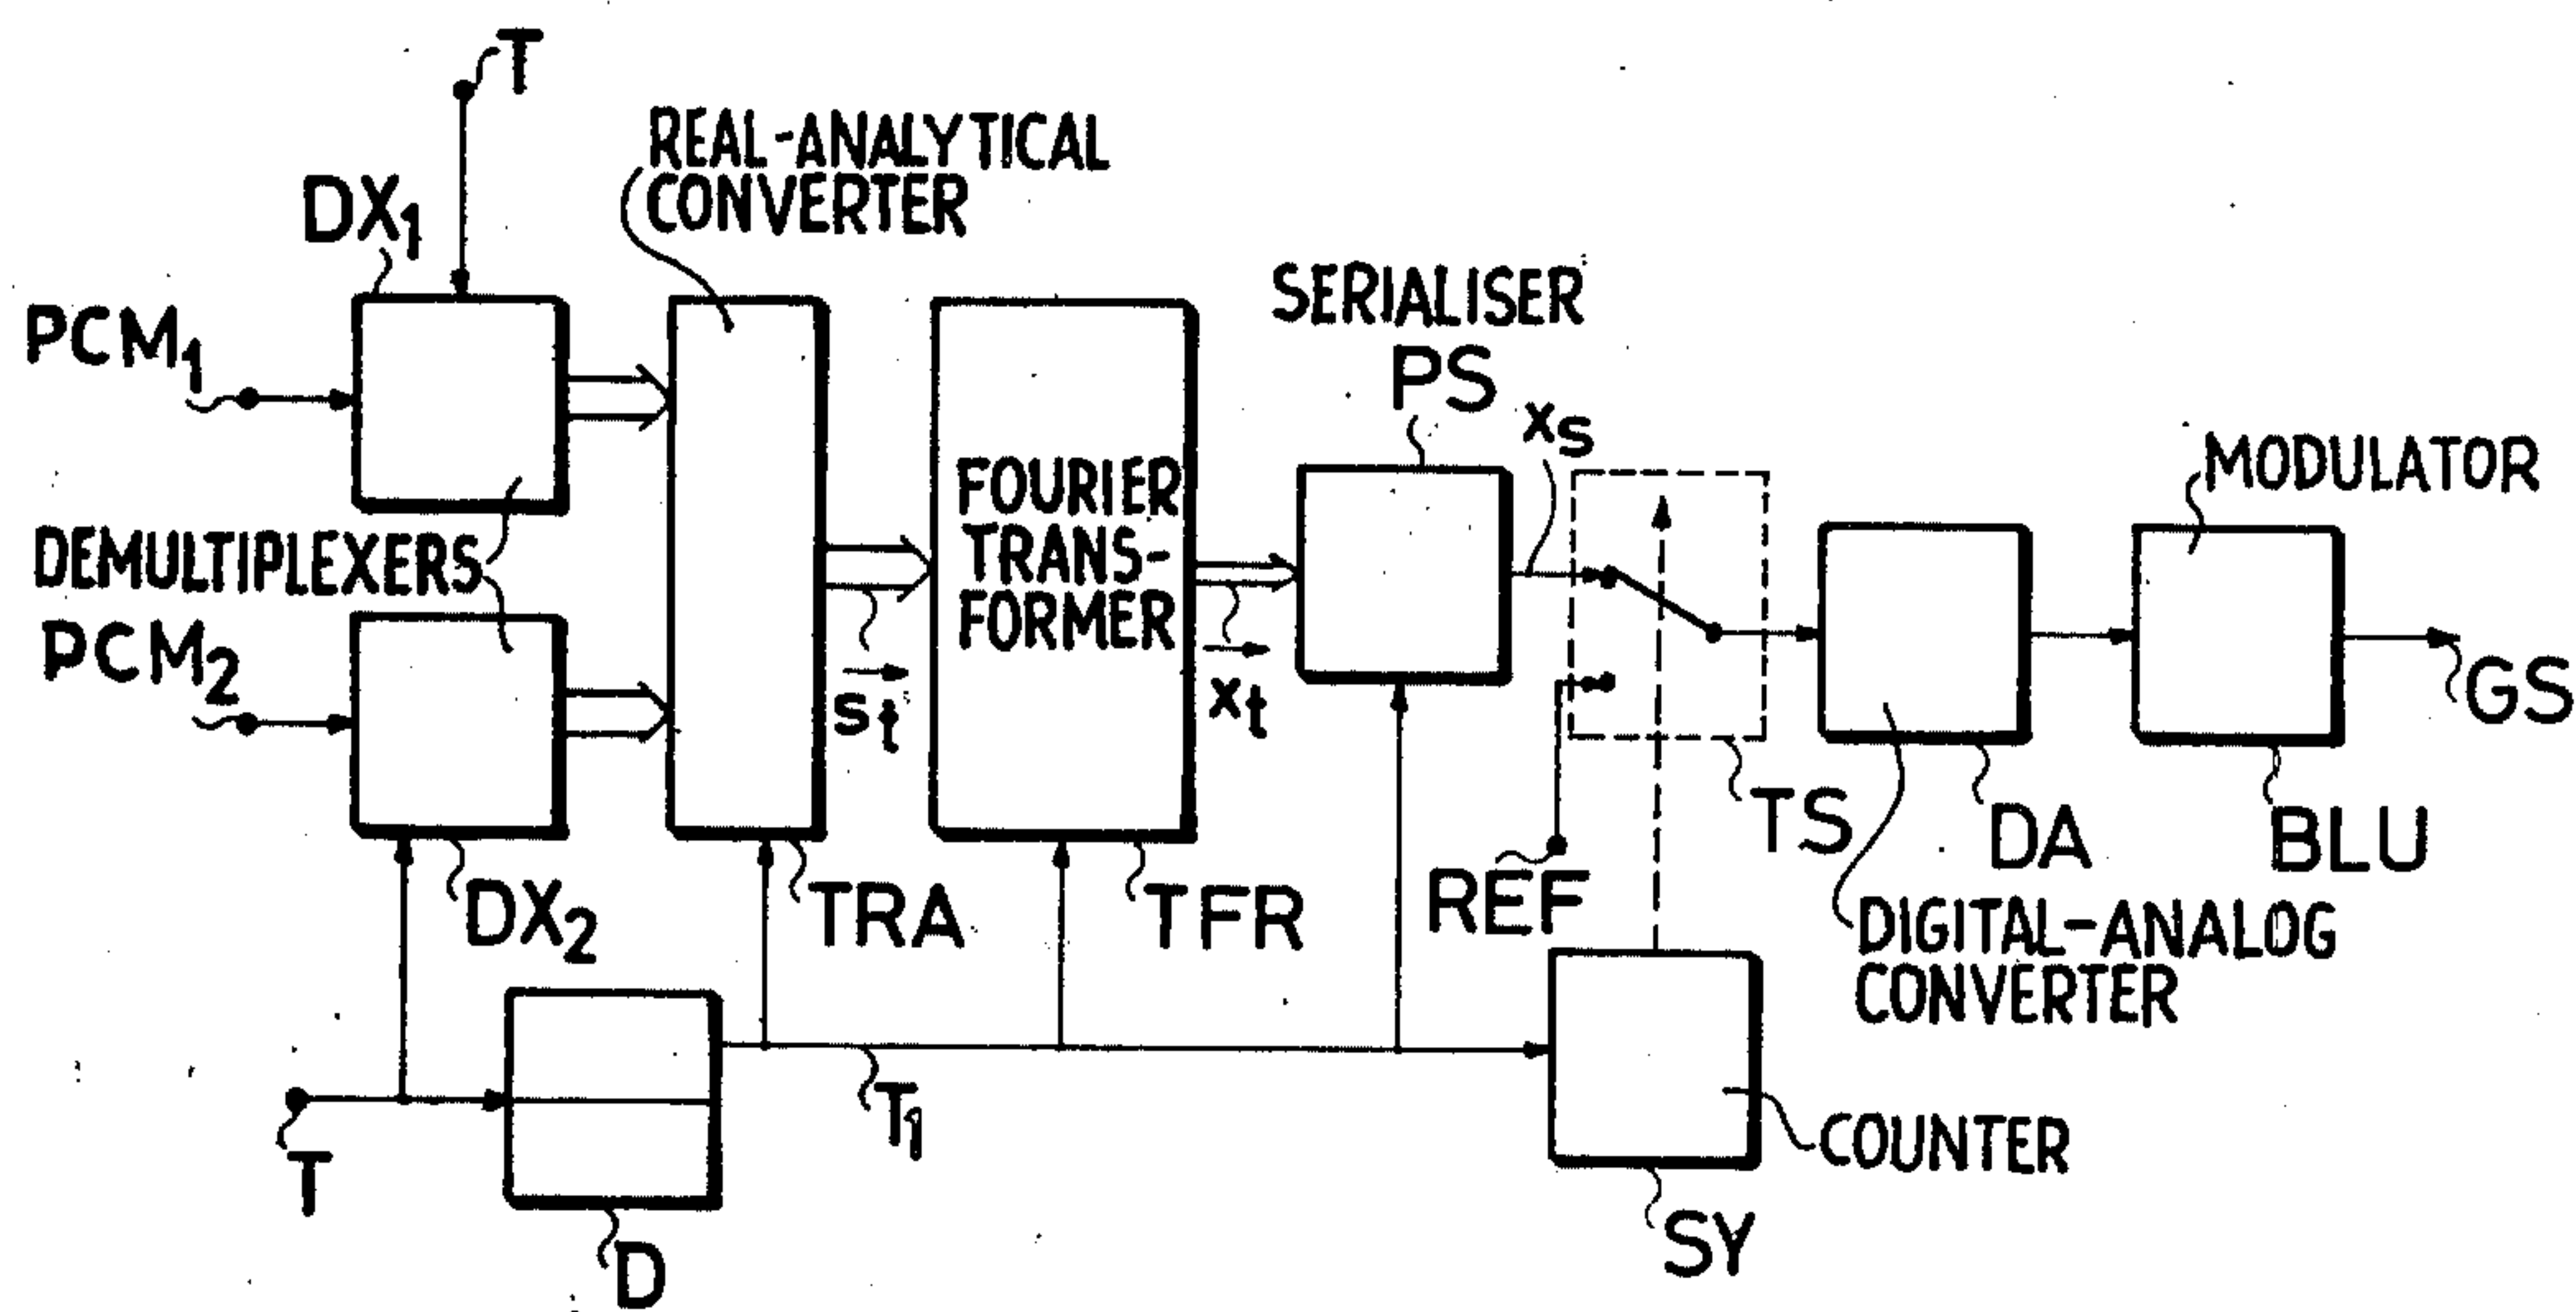 T
REAL-ANALYTICAL
CONVERTER
DX1
PCM1
SERIALISER
PS
xs
MODULATOR
FOURIER
TRANS-
FORMER
DEMULTIPLEXERS
PCM2
st
xt
GS
TS
DA
BLU
REF
DX2
TRA
TFR
DIGITAL-ANALOG
CONVERTER
T1
COUNTER
T
D
SY